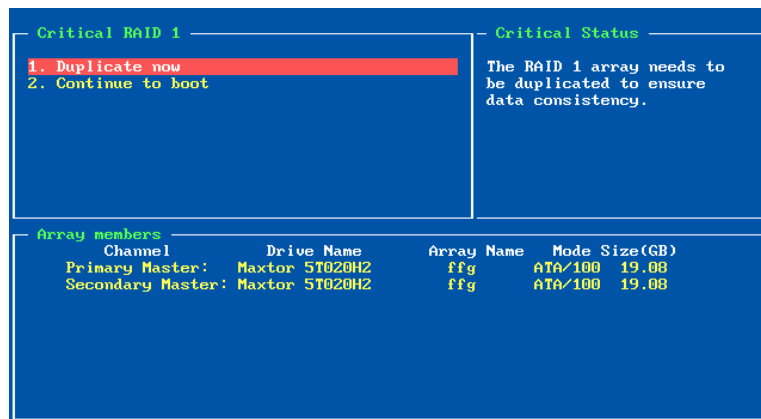 Critical RAID 1
1. Duplicate now
2. Continue to boot
Critical Status
The RAID 1 array needs to
be duplicated to ensure
data consistency.
Array members
Channel Drive Name Array Name Mode Size(GB)
Primary Master: Maxtor 5T020H2 ffg ATA/100 19.08
Secondary Master: Maxtor 5T020H2 ffg ATA/100 19.08